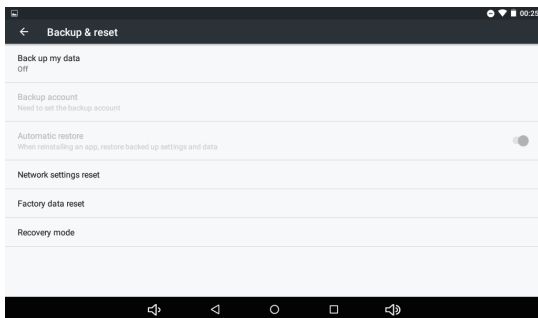 00:25
Backup & reset
Back up my data
Off
Backup account
Need to set the backup account
Automatic restore
When reinstalling an app, restore backed up settings and data
Network settings reset
Factory data reset
Recovery mode